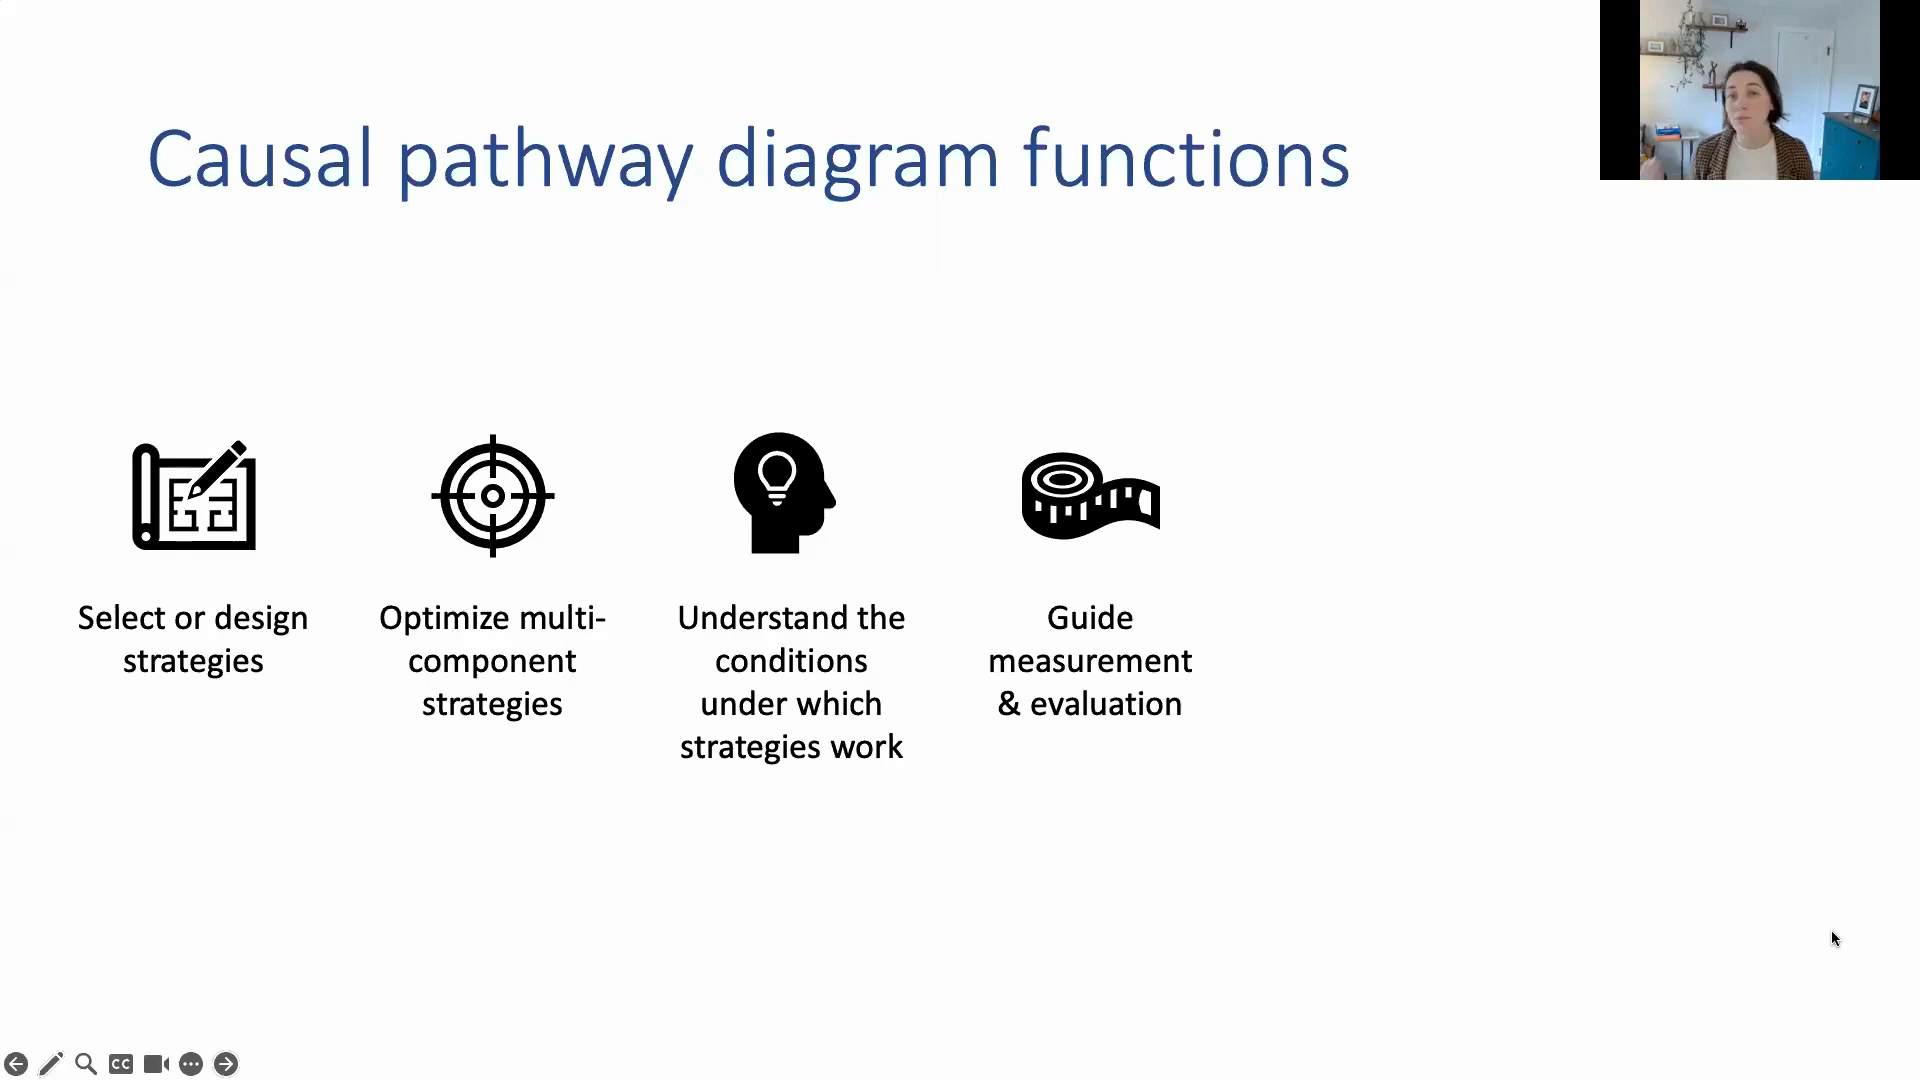 Causal pathway diagram functions
Select or design
strategies
Optimize multi-
component
strategies
Understand the
conditions
under which
strategies work
Guide
measurement
& evaluation
CC